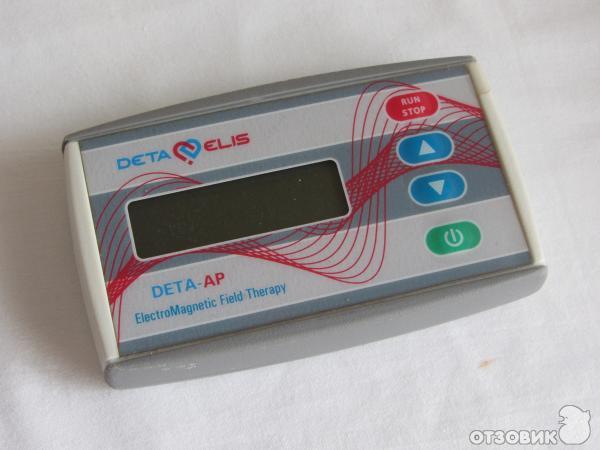 DETA ELIS
RUN
STOP
DETA-AP
ElectroMagnetic Field Therapy
ОТЗОВИК